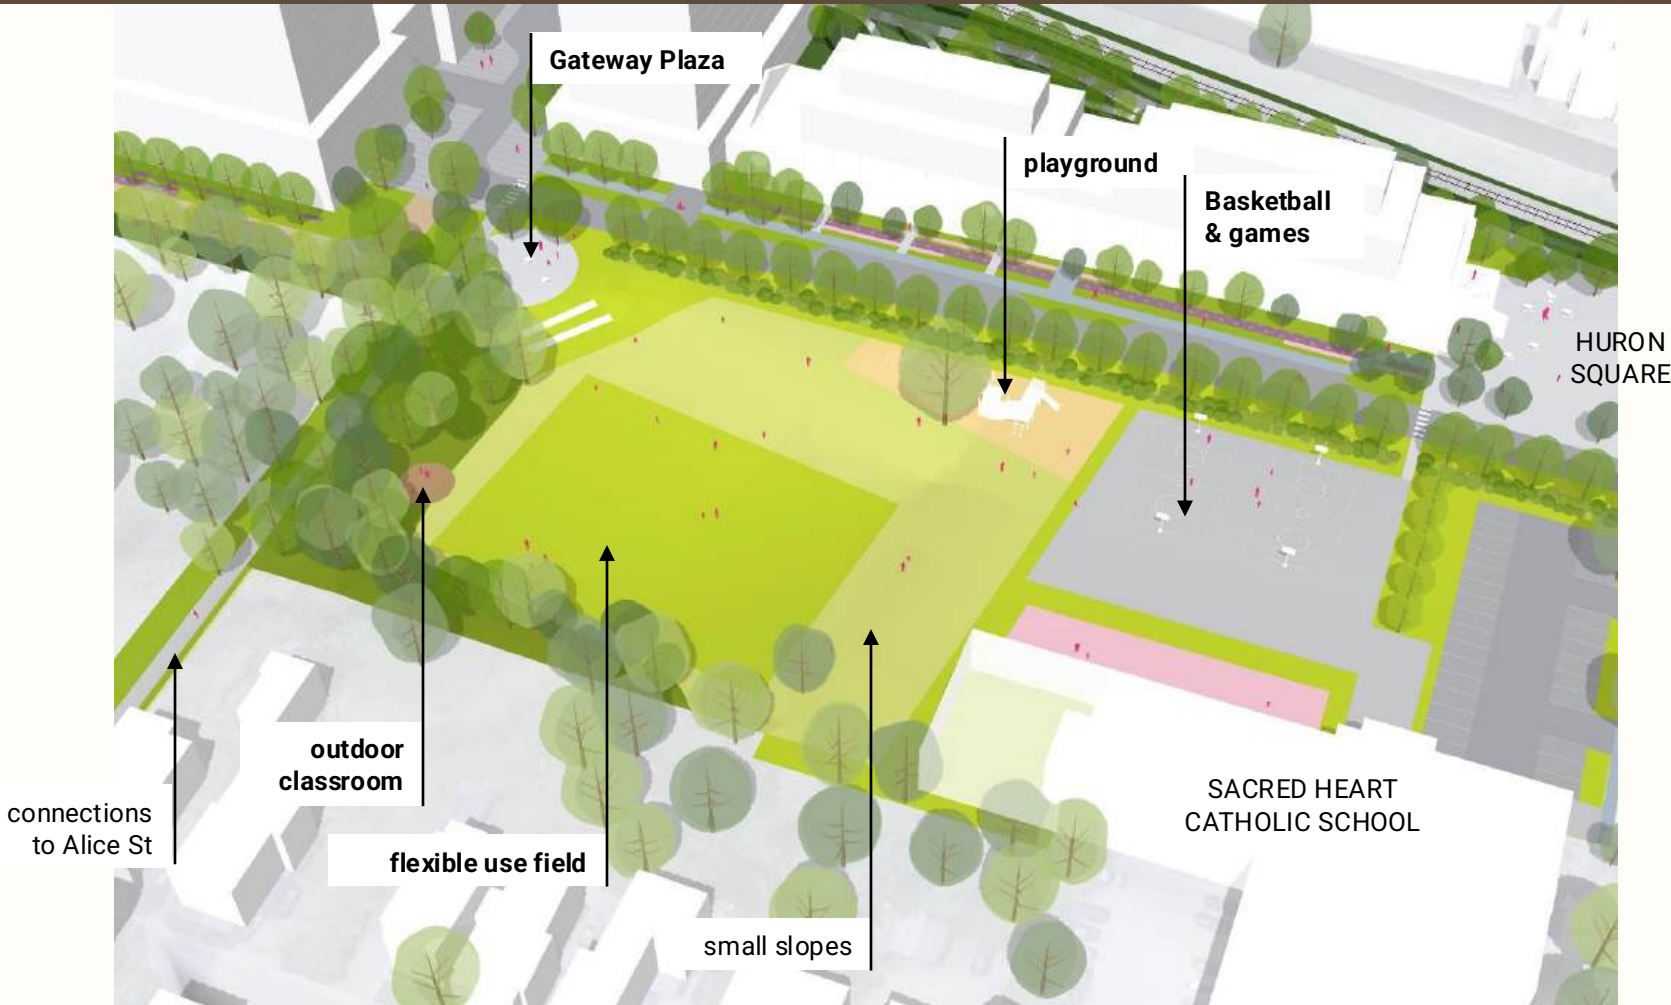 Gateway Plaza
playground
Basketball
& games
HURON
SQUARE
outdoor
classroom
connections
to Alice St
flexible use field
small slopes
SACRED HEART
CATHOLIC SCHOOL